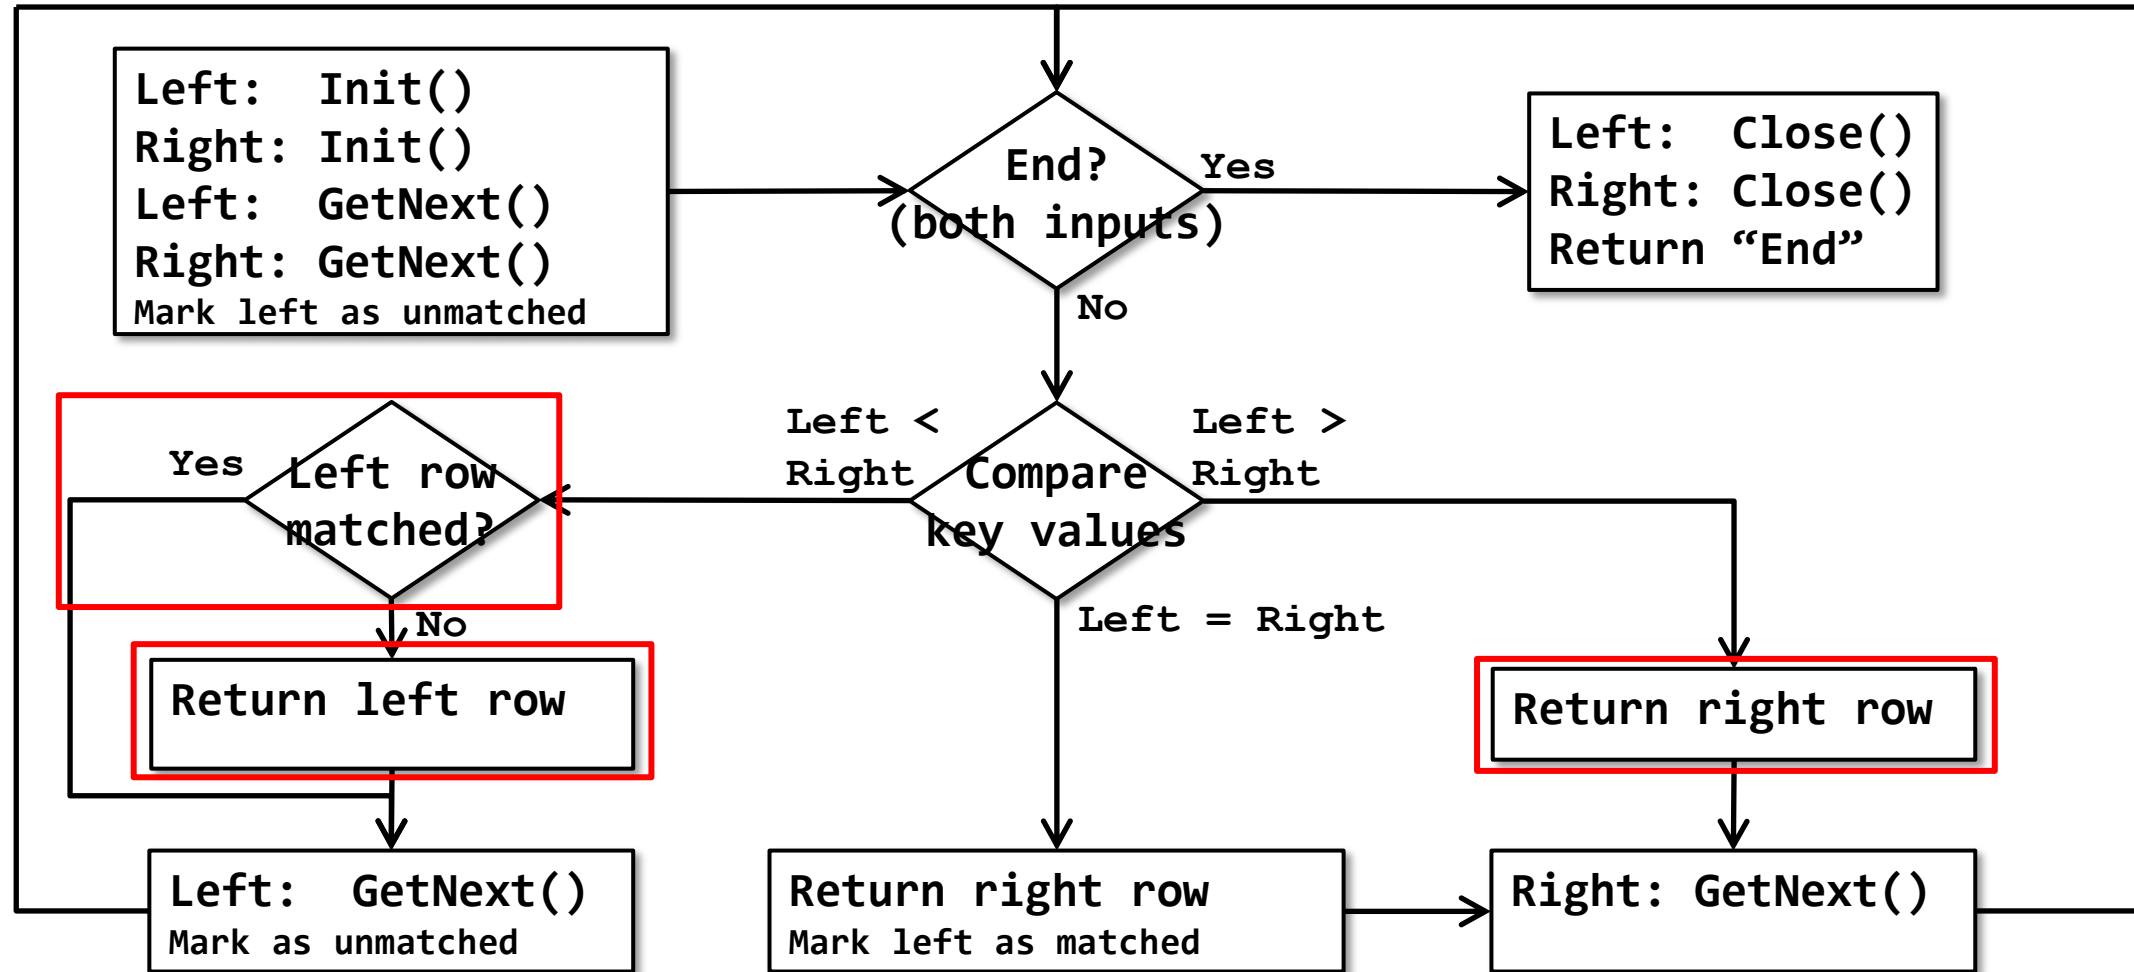 Left:  Init()
Right: Init()
Left:  GetNext()
Right: GetNext()
Mark left as unmatched
End?
(both inputs)
Yes
Left:  Close()
Right: Close()
Return “End”
No
Left <
Right
Left >
Right
Compare
key values
Yes
Left row
matched?
No
Left = Right
Return left row
Return right row
Left:  GetNext()
Mark as unmatched
Return right row
Mark left as matched
Right: GetNext()